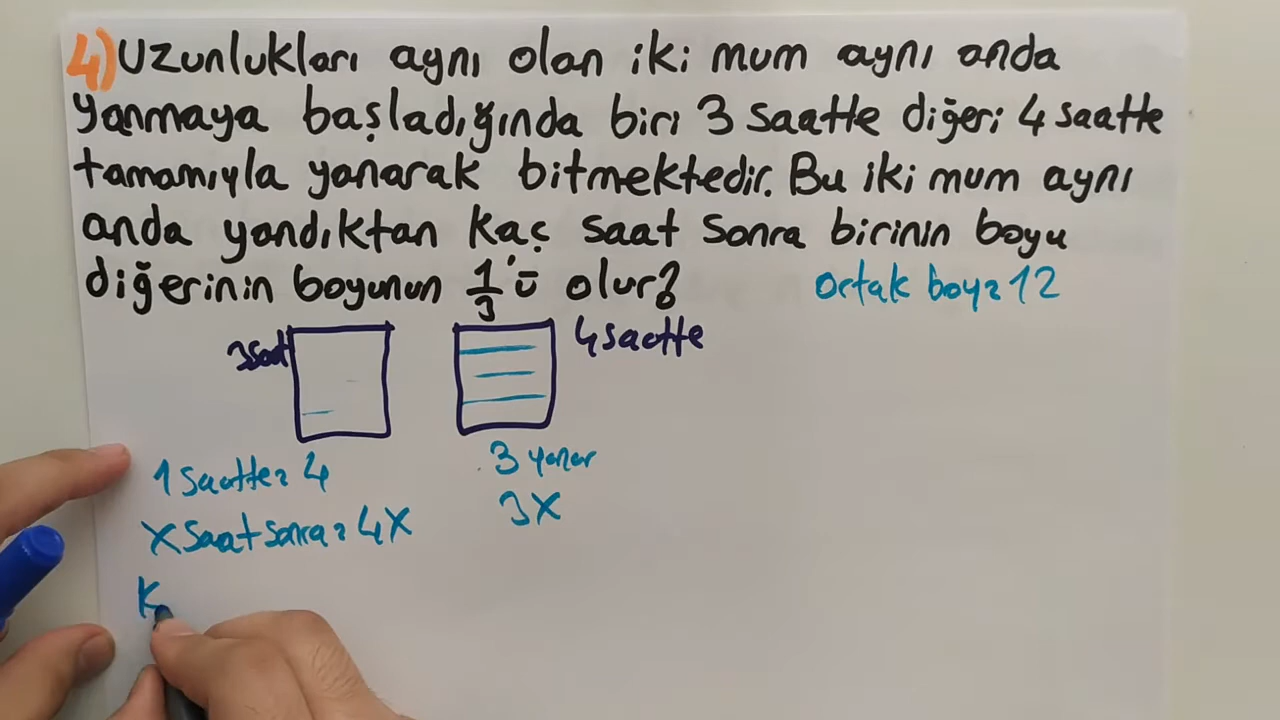 4) Uzunlukları aynı olan iki mum aynı anda
yanmaya başladığında biri 3 saatte diğeri 4 saatte
tamamıyla yanarak bitmektedir. Bu iki mum aynı
anda yandıktan kaç saat sonra birinin boyu
diğerinin boyunun 1/3'ü olur?
ortak boy=12
3saat
4saatte
1 saatte=4
3 yanar
x saat sonra=4x
3x
K